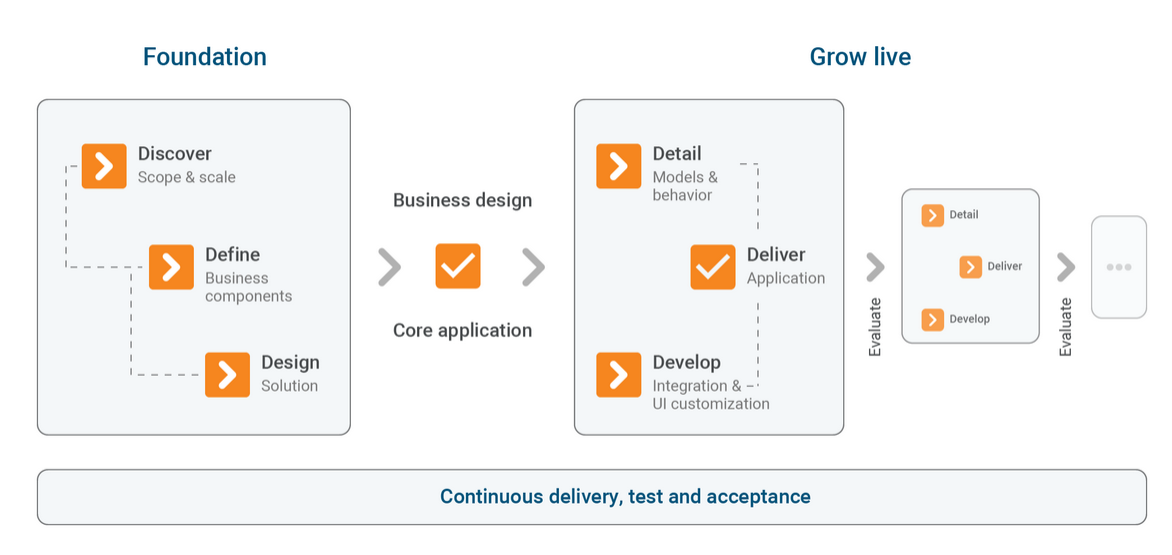 Foundation
Grow live
Discover
Scope & scale
Define
Business
components
Design
Solution
Business design
Core application
Detail
Models &
behavior
Deliver
Application
Develop
Integration &
UI customization
Evaluate
Detail
Deliver
Develop
Evaluate
Continuous delivery, test and acceptance